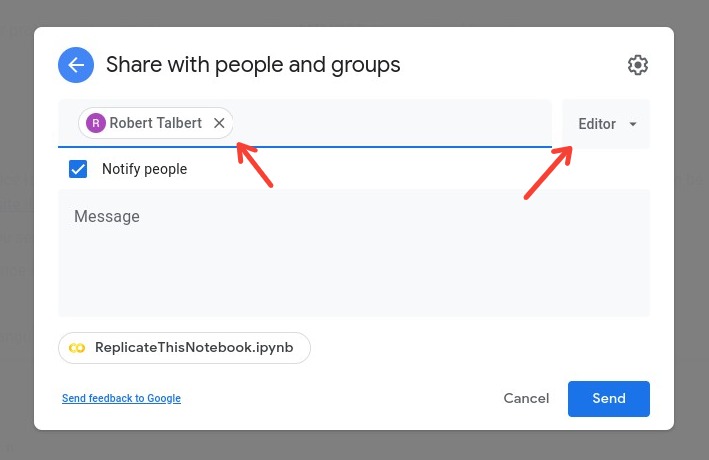 Share with people and groups
R Robert Talbert
Editor
Notify people
Message
ReplicateThisNotebook.ipynb
Send feedback to Google
Cancel
Send